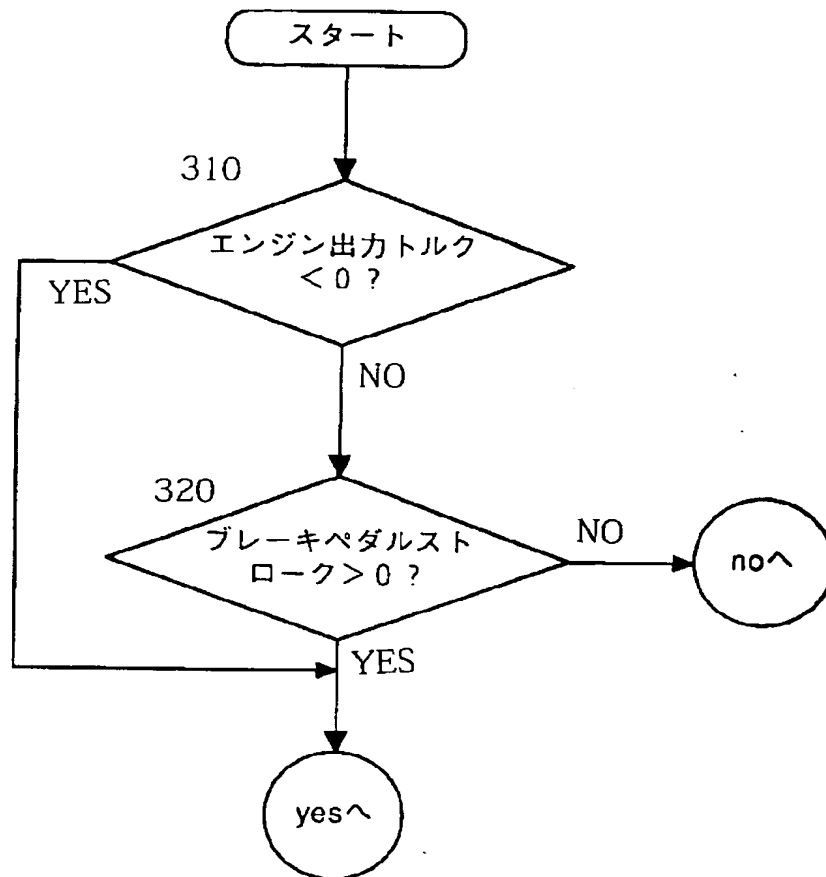 スタート
310
エンジン出力トルク
<0?
YES
NO
320
ブレーキペダルスト
ローク>0?
NO
noへ
YES
yesへ